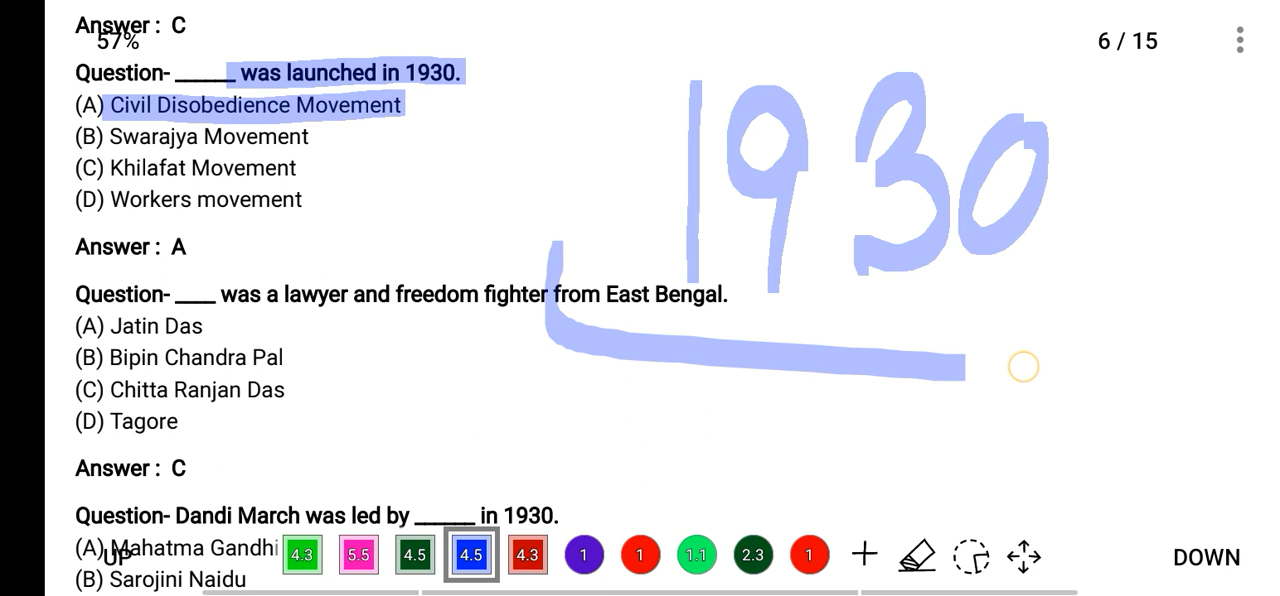 Answer : C
57%
6 / 15
Question- ______ was launched in 1930.
(A) Civil Disobedience Movement
(B) Swarajya Movement
(C) Khilafat Movement
(D) Workers movement
1930
Answer : A
Question- ____ was a lawyer and freedom fighter from East Bengal.
(A) Jatin Das
(B) Bipin Chandra Pal
(C) Chitta Ranjan Das
(D) Tagore
Answer : C
Question- Dandi March was led by ______ in 1930.
(A) Mahatma Gandhi
UP
4.3 5.5 4.5 4.5 4.3 1 1 1.1 2.3 1
DOWN
(B) Sarojini Naidu